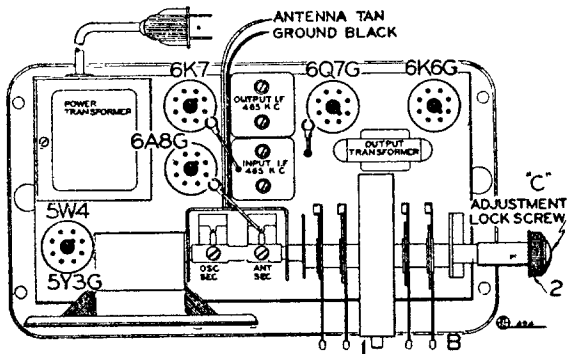 ANTENNA TAN
GROUND BLACK
6K7
6Q7G
6K6G
POWER
TRANSFORMER
OUTPUT I.F
465 K C
6A8G
INPUT I.F
465 K C
OUTPUT
TRANSFORMER
"C"
ADJUSTMENT
LOCK SCREW
5W4
5Y3G
OSC
SEC
ANT
SEC
2
1
B